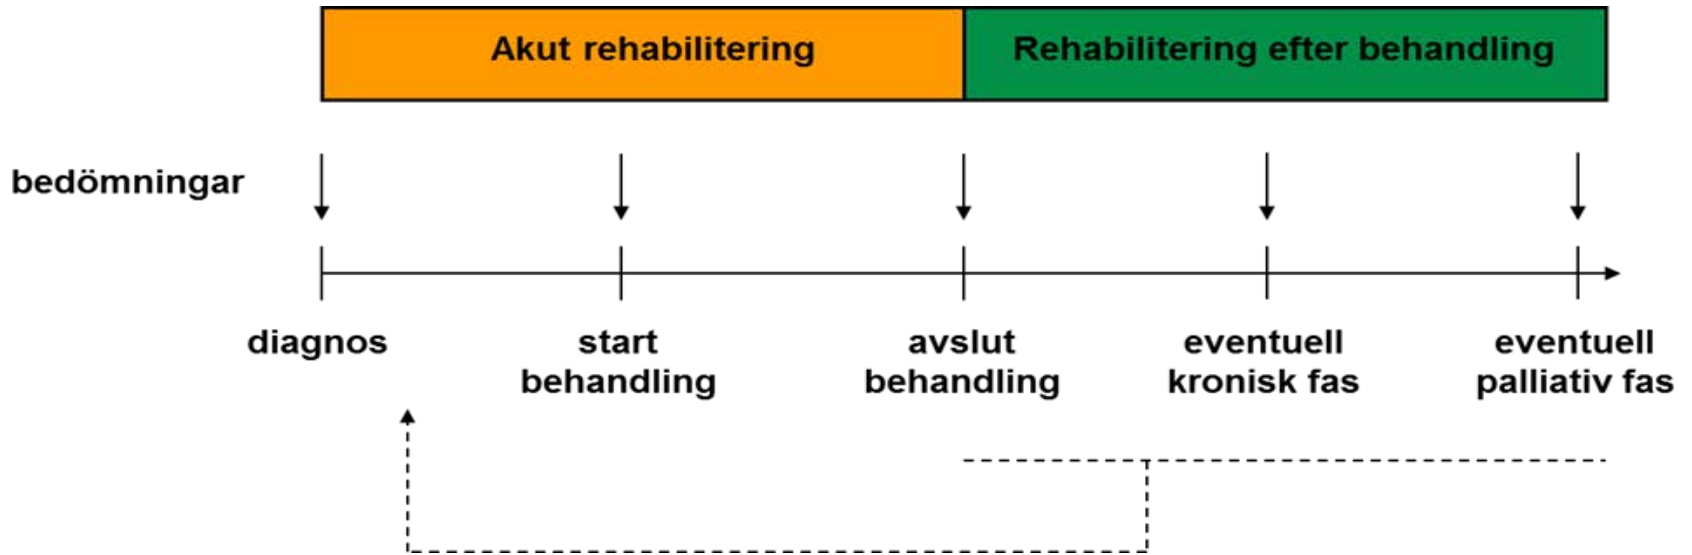 Akut rehabilitering
Rehabilitering efter behandling
bedömningar
diagnos
start
behandling
avslut
behandling
eventuell
kronisk fas
eventuell
palliativ fas